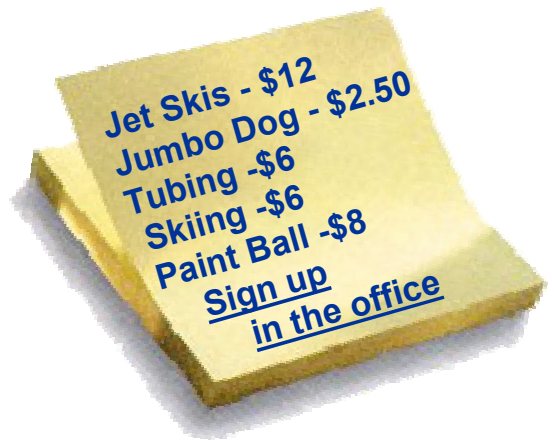 Jet Skis - $12
Jumbo Dog - $2.50
Tubing -$6
Skiing -$6
Paint Ball -$8
Sign up
in the office